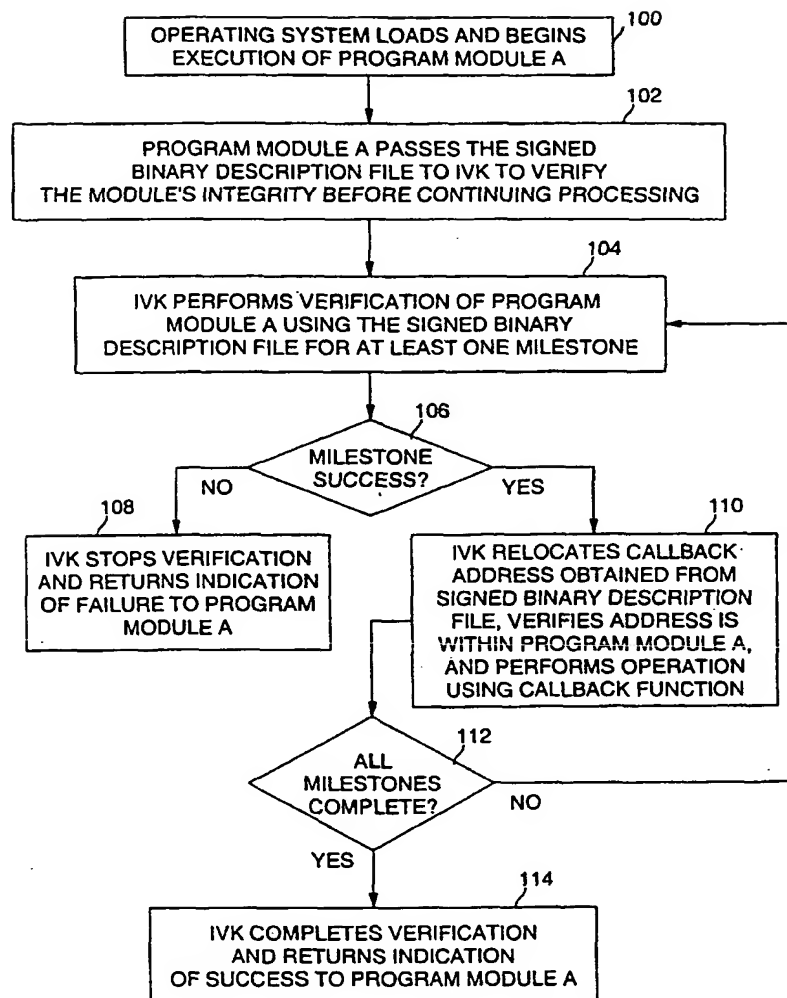 100
OPERATING SYSTEM LOADS AND BEGINS
EXECUTION OF PROGRAM MODULE A
102
PROGRAM MODULE A PASSES THE SIGNED
BINARY DESCRIPTION FILE TO IVK TO VERIFY
THE MODULE'S INTEGRITY BEFORE CONTINUING PROCESSING
104
IVK PERFORMS VERIFICATION OF PROGRAM
MODULE A USING THE SIGNED BINARY
DESCRIPTION FILE FOR AT LEAST ONE MILESTONE
106
MILESTONE
SUCCESS?
NO
YES
108
IVK STOPS VERIFICATION
AND RETURNS INDICATION
OF FAILURE TO PROGRAM
MODULE A
110
IVK RELOCATES CALLBACK
ADDRESS OBTAINED FROM
SIGNED BINARY DESCRIPTION
FILE, VERIFIES ADDRESS IS
WITHIN PROGRAM MODULE A,
AND PERFORMS OPERATION
USING CALLBACK FUNCTION
112
ALL
MILESTONES
COMPLETE?
NO
YES
114
IVK COMPLETES VERIFICATION
AND RETURNS INDICATION
OF SUCCESS TO PROGRAM MODULE A